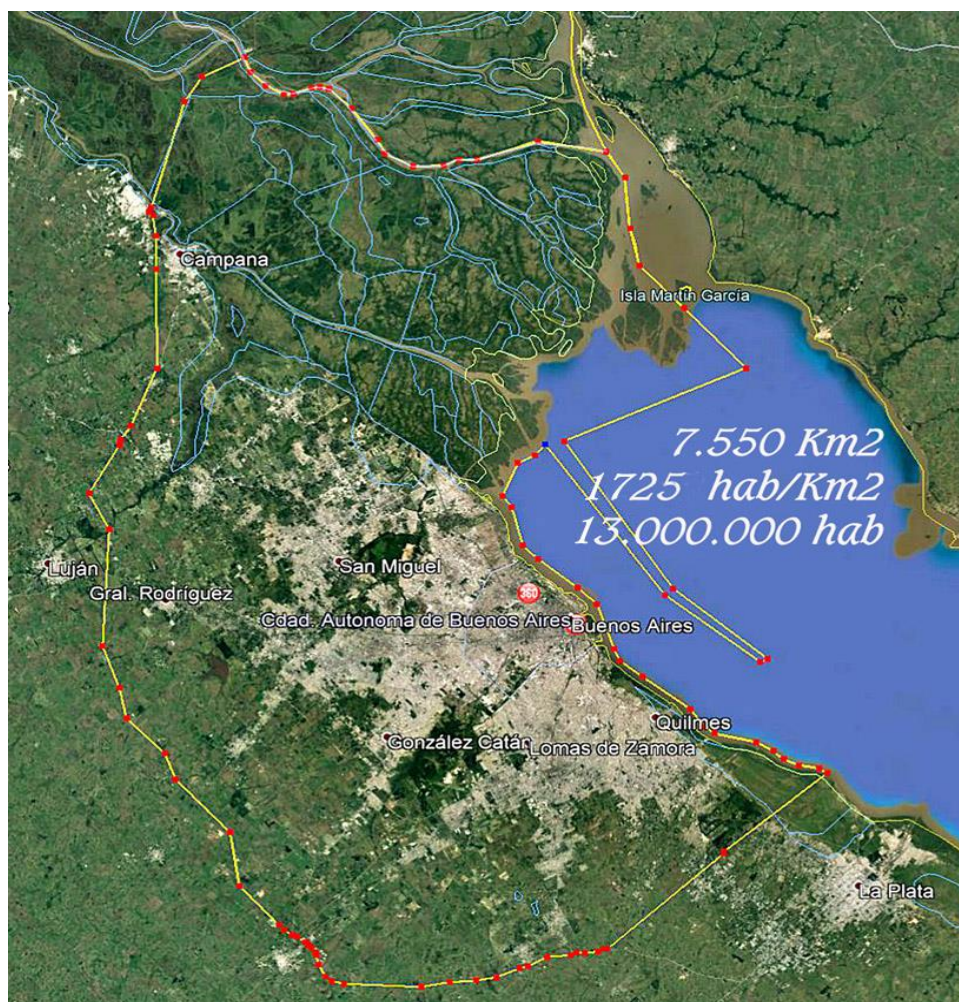 Campana
Isla Martín García
7.550 Km2
1725 hab/Km2
13.000.000 hab
Luján
San Miguel
Gral. Rodríguez
360
Cdad. Autonoma de Buenos Aires
Buenos Aires
Quilmes
González Catán
Lomas de Zamora
La Plata